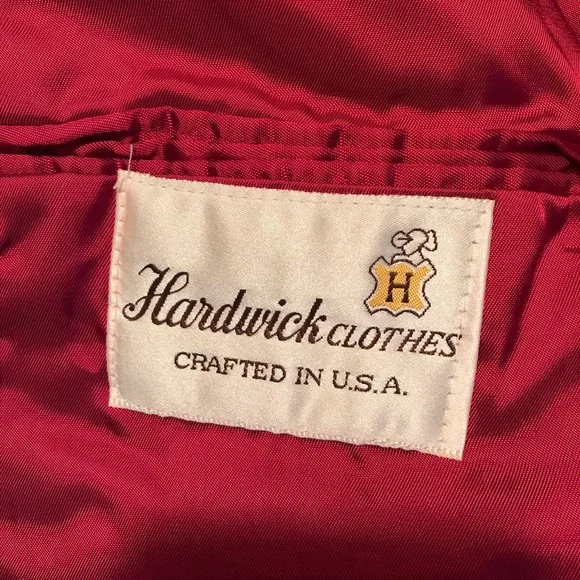 H
Hardwick CLOTHES
CRAFTED IN U.S.A.